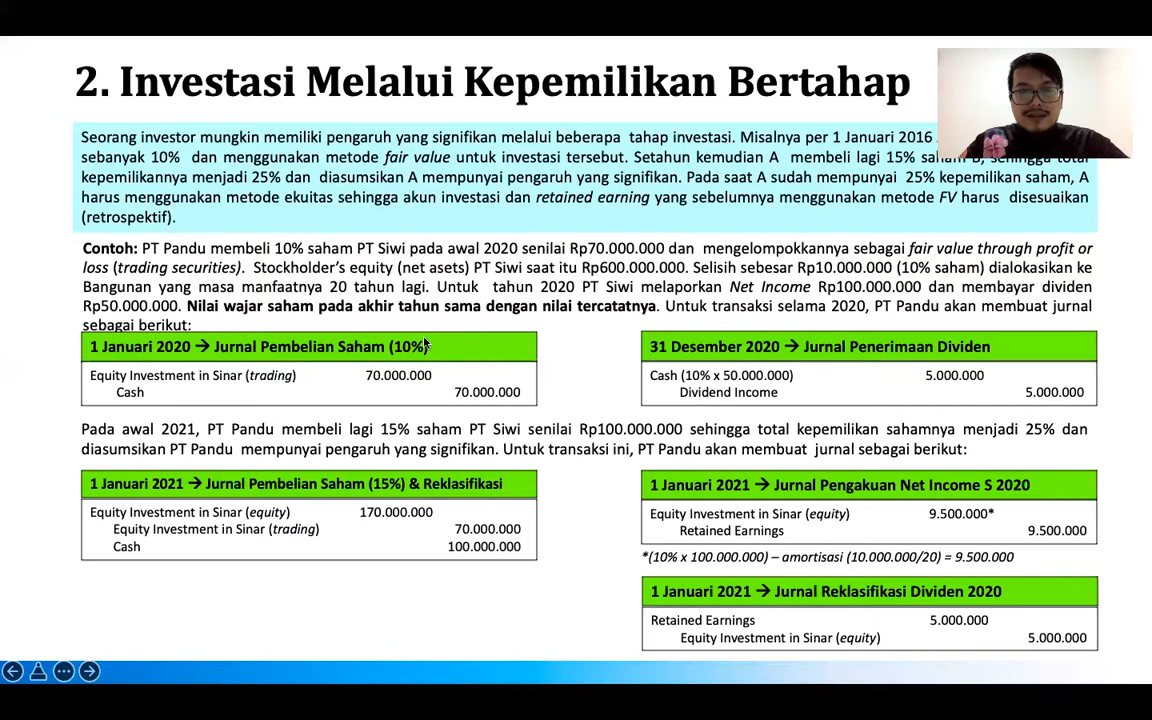 2. Investasi Melalui Kepemilikan Bertahap
Seorang investor mungkin memiliki pengaruh yang signifikan melalui beberapa tahap investasi. Misalnya per 1 Januari 2016
sebanyak 10% dan menggunakan metode fair value untuk investasi tersebut. Setahun kemudian A membeli lagi 15% saham B, sehingga total
kepemilikannya menjadi 25% dan diasumsikan A mempunyai pengaruh yang signifikan. Pada saat A sudah mempunyai 25% kepemilikan saham, A
harus menggunakan metode ekuitas sehingga akun investasi dan retained earning yang sebelumnya menggunakan metode FV harus disesuaikan
(retrospektif).
Contoh: PT Pandu membeli 10% saham PT Siwi pada awal 2020 senilai Rp70.000.000 dan mengelompokkannya sebagai fair value through profit or
loss (trading securities). Stockholder's equity (net asets) PT Siwi saat itu Rp600.000.000. Selisih sebesar Rp10.000.000 (10% saham) dialokasikan ke
Bangunan yang masa manfaatnya 20 tahun lagi. Untuk tahun 2020 PT Siwi melaporkan Net Income Rp100.000.000 dan membayar dividen
Rp50.000.000. Nilai wajar saham pada akhir tahun sama dengan nilai tercatatnya. Untuk transaksi selama 2020, PT Pandu akan membuat jurnal
sebagai berikut:
1 Januari 2020 → Jurnal Pembelian Saham (10%)
Equity Investment in Sinar (trading) 70.000.000
Cash 70.000.000
31 Desember 2020 → Jurnal Penerimaan Dividen
Cash (10% x 50.000.000) 5.000.000
Dividend Income 5.000.000
Pada awal 2021, PT Pandu membeli lagi 15% saham PT Siwi senilai Rp100.000.000 sehingga total kepemilikan sahamnya menjadi 25% dan
diasumsikan PT Pandu mempunyai pengaruh yang signifikan. Untuk transaksi ini, PT Pandu akan membuat jurnal sebagai berikut:
1 Januari 2021 → Jurnal Pembelian Saham (15%) & Reklasifikasi
Equity Investment in Sinar (equity) 170.000.000
Equity Investment in Sinar (trading) 70.000.000
Cash 100.000.000
1 Januari 2021 → Jurnal Pengakuan Net Income S 2020
Equity Investment in Sinar (equity) 9.500.000*
Retained Earnings 9.500.000
*(10% x 100.000.000) – amortisasi (10.000.000/20) = 9.500.000
1 Januari 2021 → Jurnal Reklasifikasi Dividen 2020
Retained Earnings 5.000.000
Equity Investment in Sinar (equity) 5.000.000